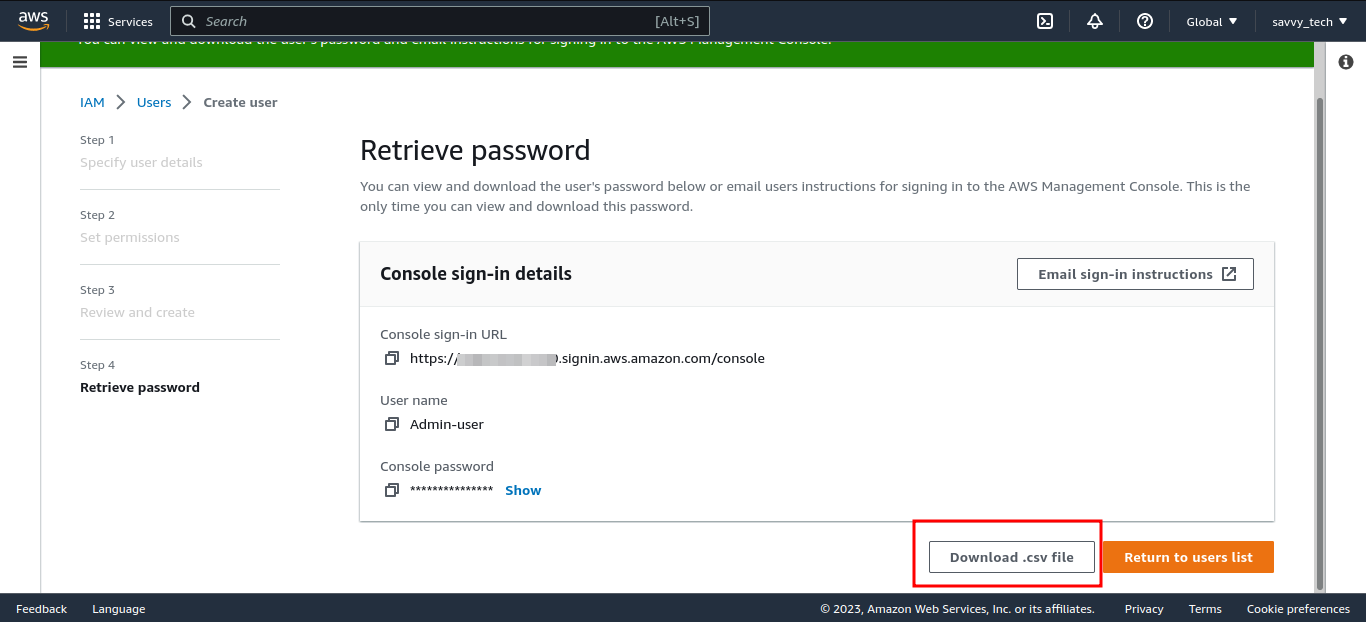 aws
Services
Search [Alt+S]
Global
savvy_tech
IAM Users Create user
Step 1
Specify user details
Step 2
Set permissions
Step 3
Review and create
Step 4
Retrieve password
Retrieve password
You can view and download the user's password below or email users instructions for signing in to the AWS Management Console. This is the
only time you can view and download this password.
Console sign-in details
Email sign-in instructions
Console sign-in URL
https:// .signin.aws.amazon.com/console
User name
Admin-user
Console password
*************** Show
Download .csv file
Return to users list
Feedback Language
© 2023, Amazon Web Services, Inc. or its affiliates. Privacy Terms Cookie preferences